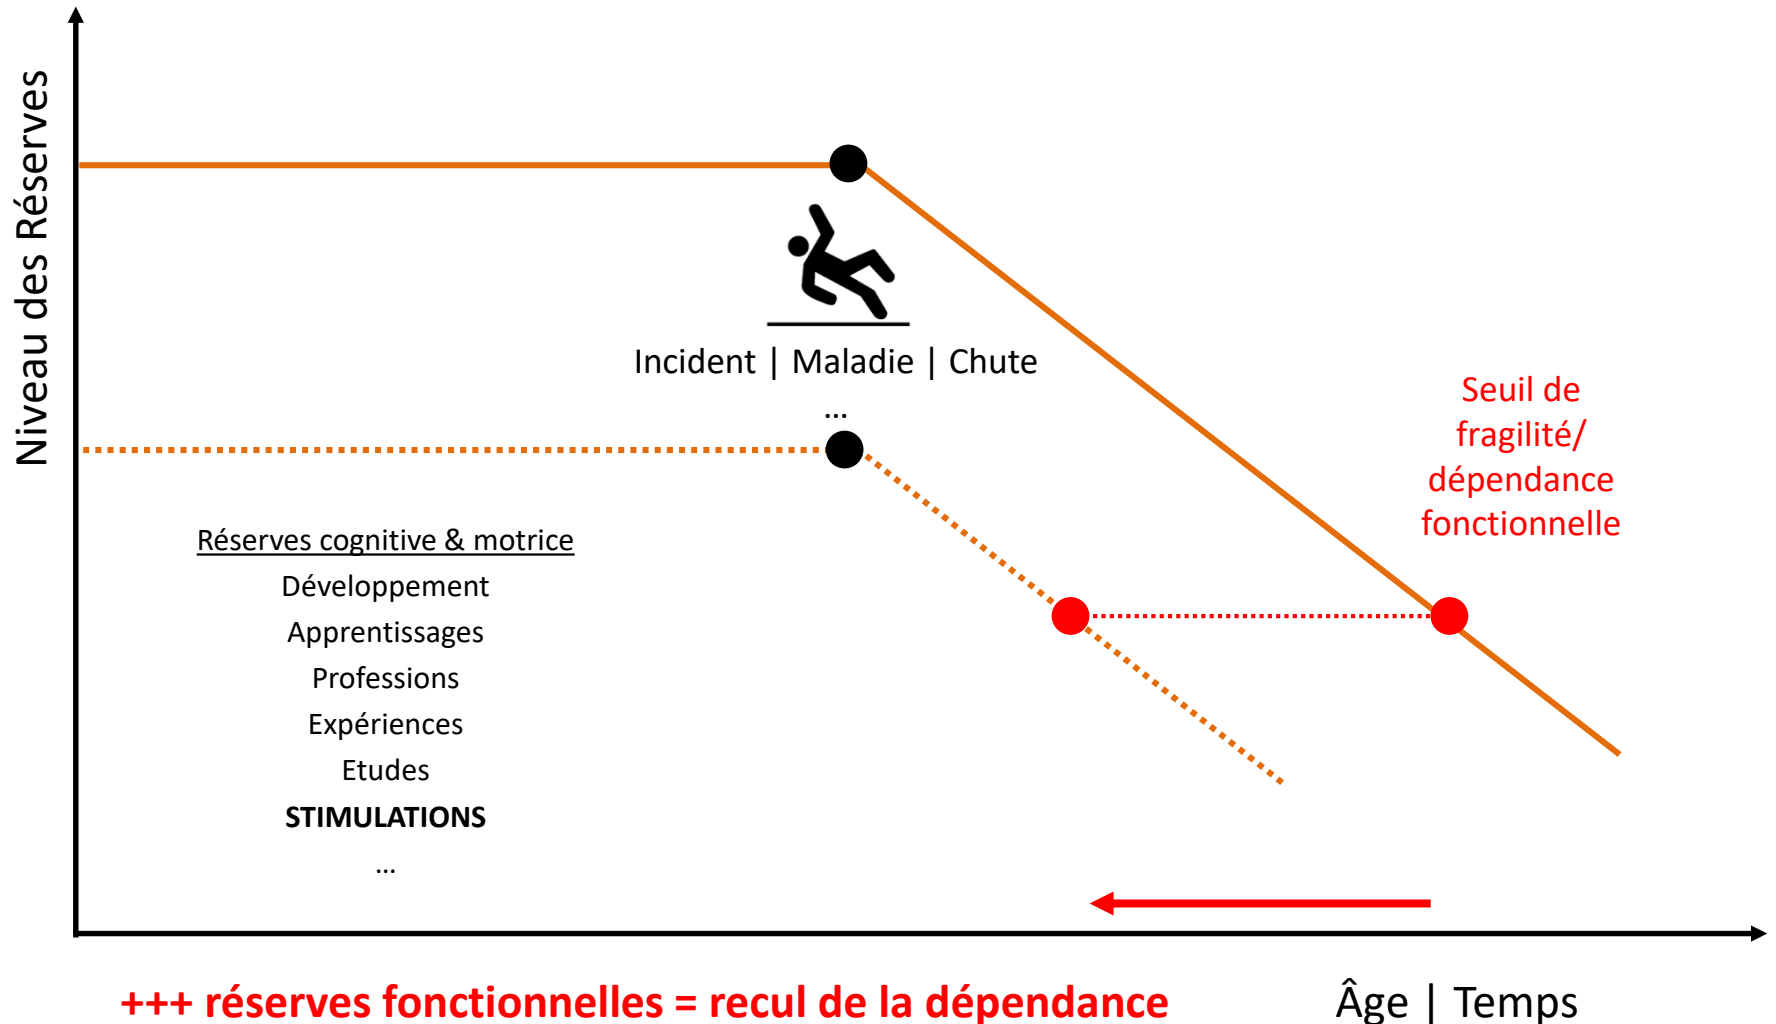 Niveau des Réserves
Incident | Maladie | Chute
...
Seuil de
fragilité/
dépendance
fonctionnelle
Réserves cognitive & motrice
Développement
Apprentissages
Professions
Expériences
Etudes
STIMULATIONS
...
+++ réserves fonctionnelles = recul de la dépendance
Âge | Temps